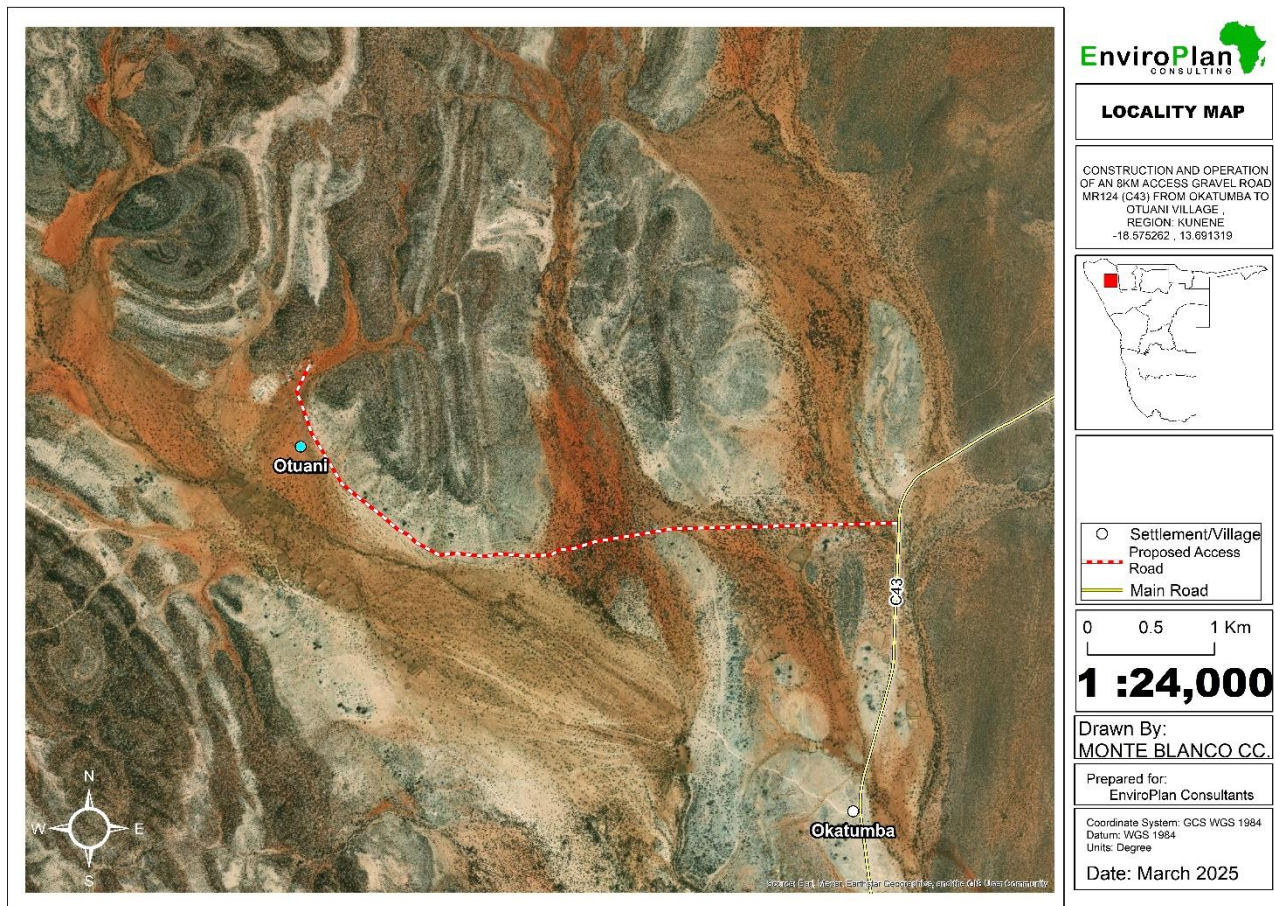 EnviroPlan
CONSULTING
LOCALITY MAP
CONSTRUCTION AND OPERATION
OF AN 8KM ACCESS GRAVEL ROAD
MR124 (C43) FROM OKATUMBA TO
OTUANI VILLAGE ,
REGION: KUNENE
-18.575262 , 13.691319
Settlement/Village
Proposed Access
Road
Main Road
0 0.5 1 Km
1 :24,000
Drawn By:
MONTE BLANCO CC.
Prepared for:
EnviroPlan Consultants
Coordinate System: GCS WGS 1984
Datum: WGS 1984
Units: Degree
Date: March 2025
Otuani
C43
Okatumba
N
W E
S
Source: Esri, Maxar, Earthstar Geographics, and the GIS User Community